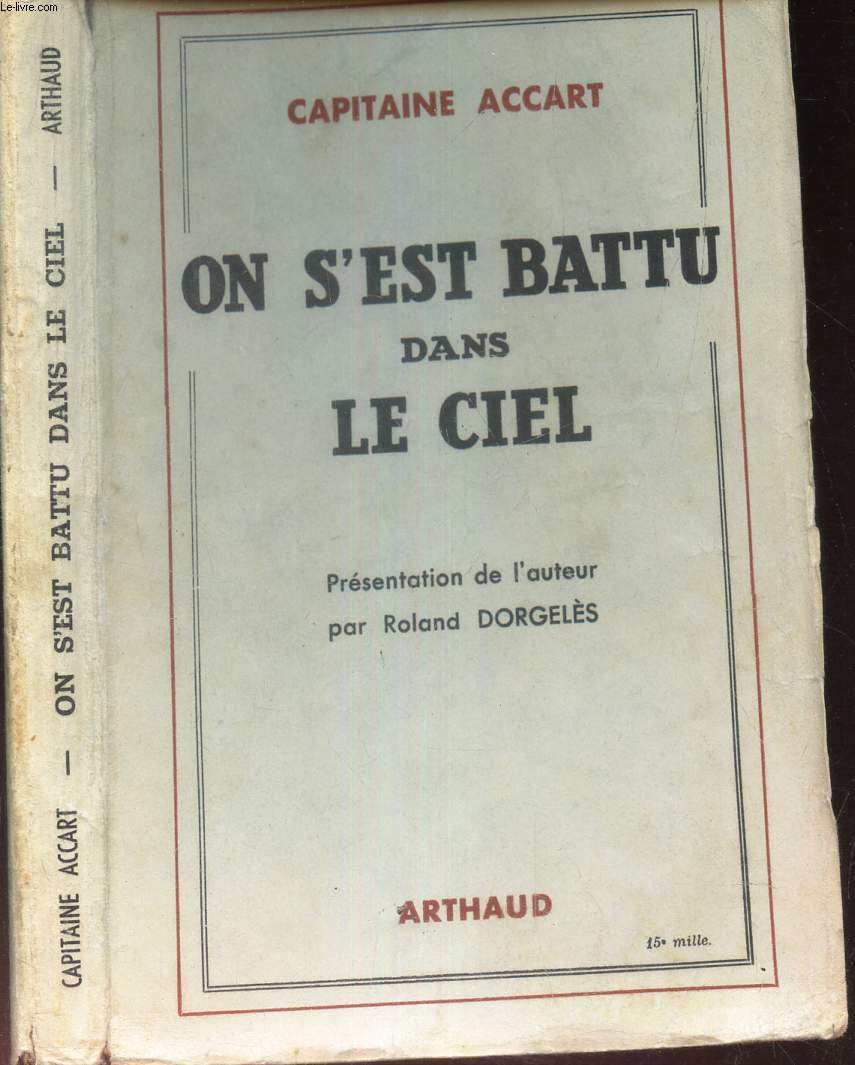 Le-livre.com
CAPITAINE ACCART
ON S'EST BATTU
DANS
LE CIEL
Présentation de l'auteur
par Roland DORGELÈS
ARTHAUD
15e mille.
CAPITAINE ACCART — ON S'EST BATTU DANS LE CIEL — ARTHAUD